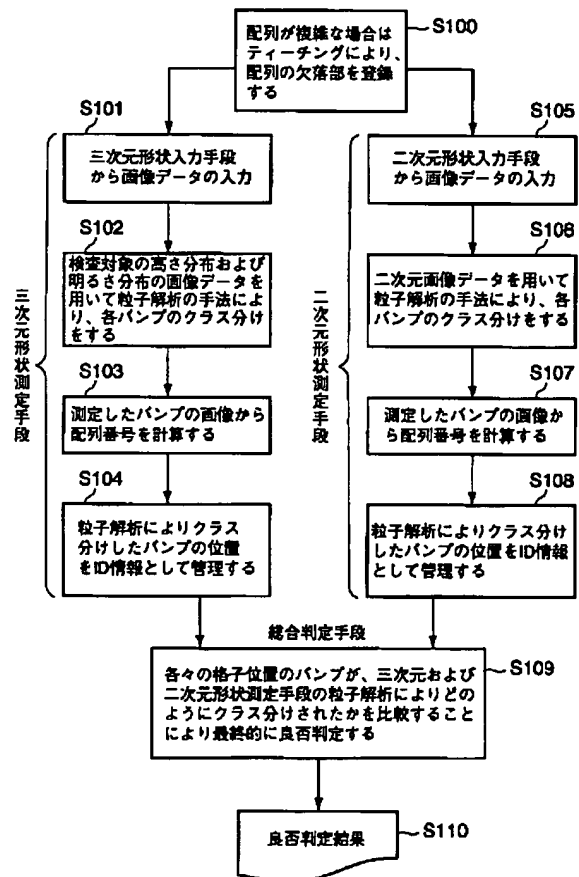 S100
配列が複雑な場合は
ティーチングにより、
配列の欠落部を登録
する
S101
三次元形状入力手段
から画像データの入力
S102
検査対象の高さ分布および
明るさ分布の画像データ
を用いて粒子解析の手法によ
り、各バンプのクラス分け
をする
S103
測定したバンプの画像から
配列番号を計算する
S104
粒子解析によりクラス
分けしたバンプの位置
をID情報として管理する
三次元形状測定手段
S105
二次元形状入力手段
から画像データの入力
S108
二次元画像データを用いて
粒子解析の手法により、各
バンプのクラス分けをする
S107
測定したバンプの画像か
ら配列番号を計算する
S108
粒子解析によりクラス分け
したバンプの位置をID情報
として管理する
二次元形状測定手段
総合判定手段
S109
各々の格子位置のバンプが、三次元および
二次元形状測定手段の粒子解析によりどの
ようにクラス分けされたかを比較すること
により最終的に良否判定する
良否判定結果
S110